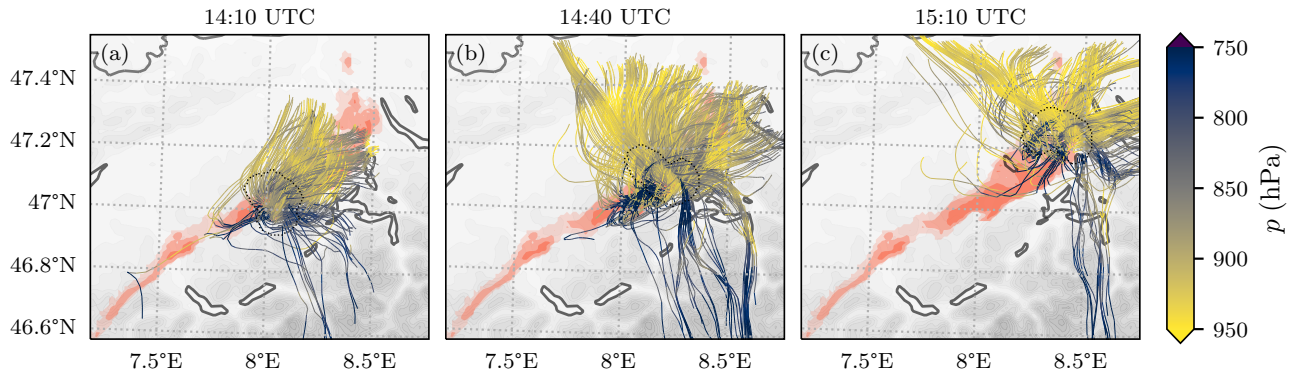 14:10 UTC
14:40 UTC
15:10 UTC
(a)
(b)
(c)
47.4°N
47.2°N
47°N
46.8°N
46.6°N
7.5°E
8°E
8.5°E
7.5°E
8°E
8.5°E
7.5°E
8°E
8.5°E
750
800
850
900
950
p (hPa)